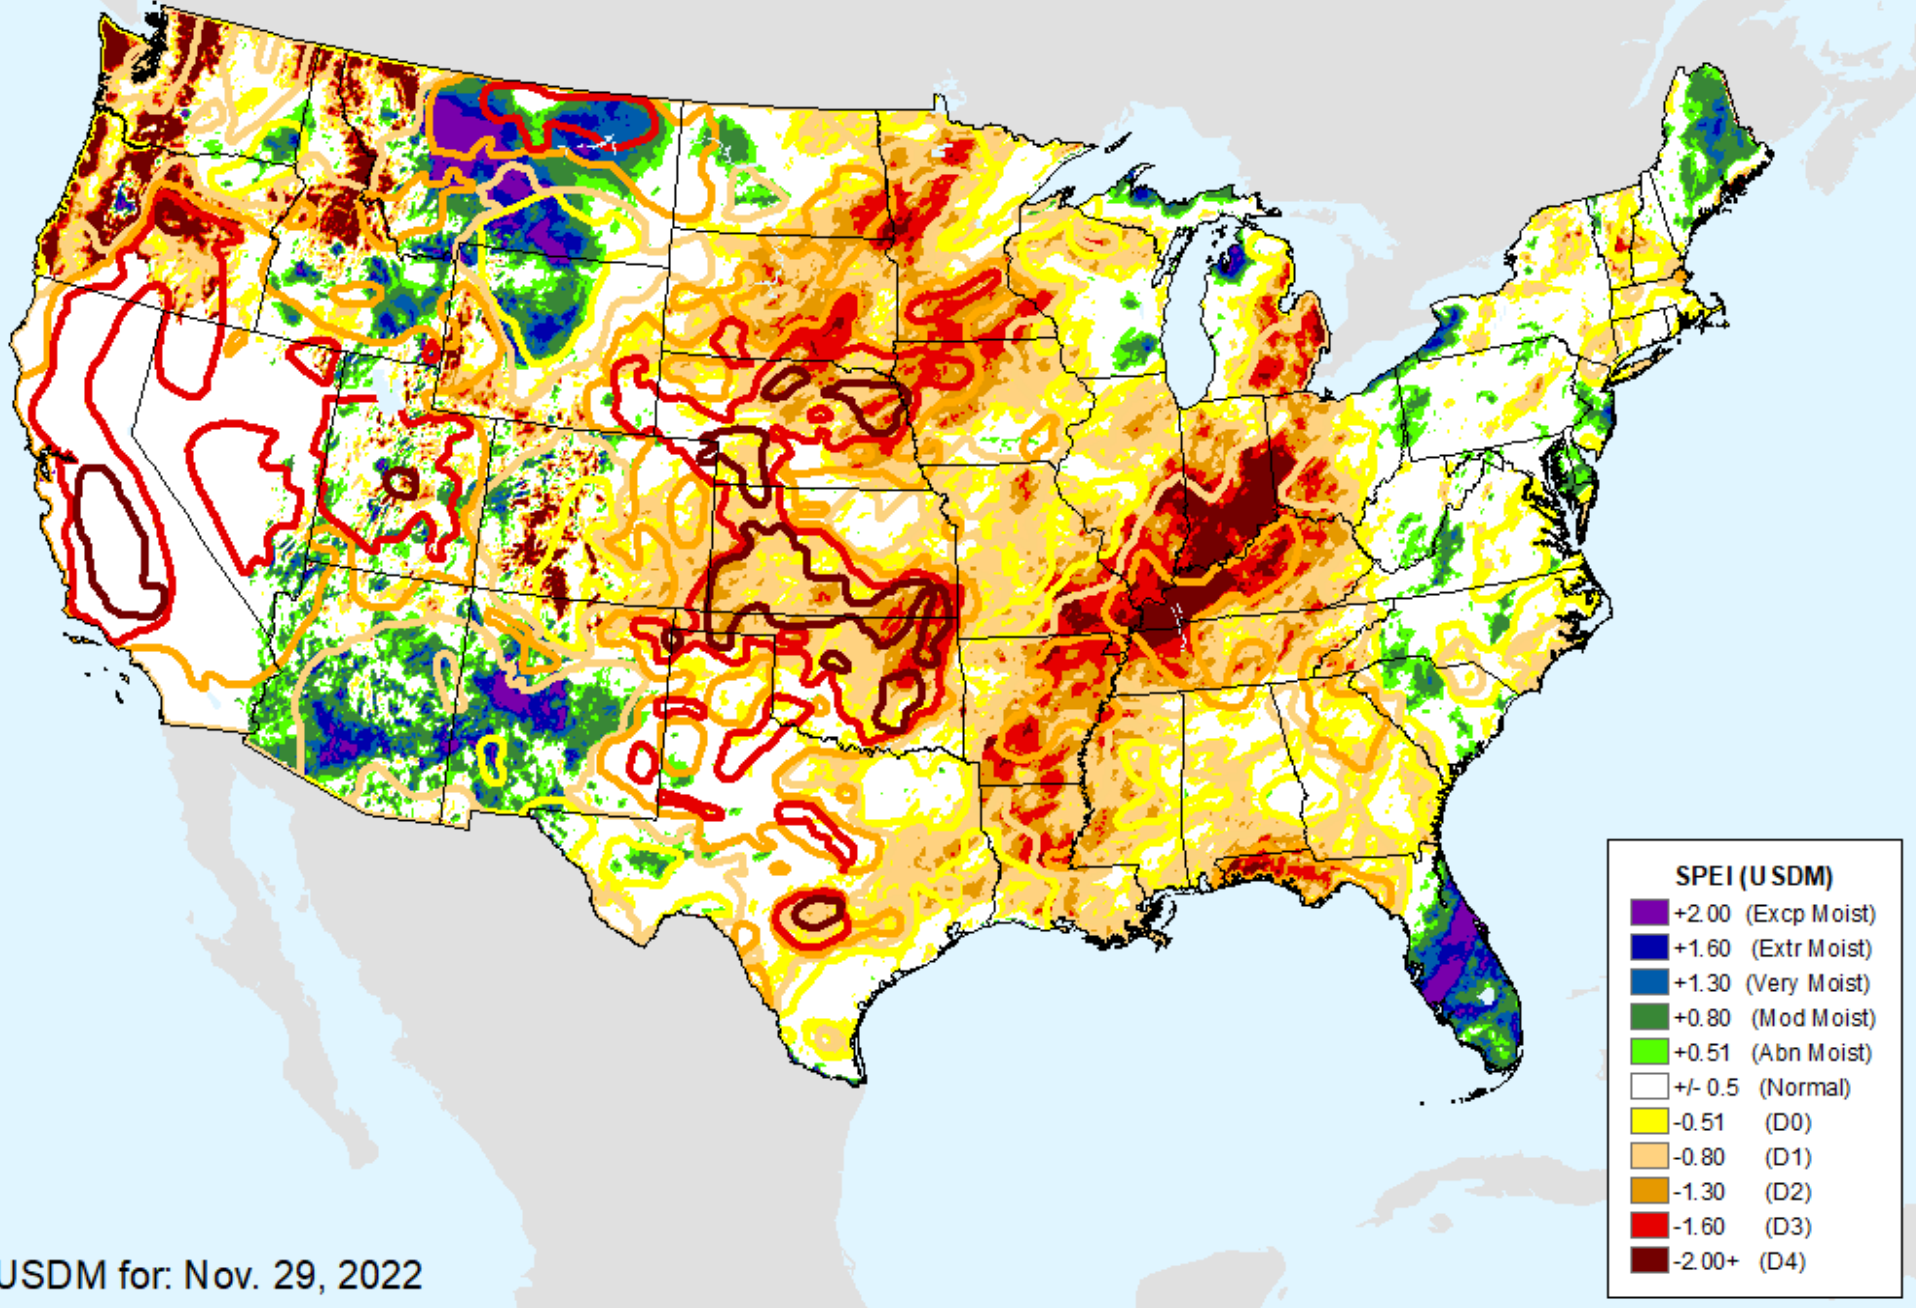 SPEI (USDM)
+2.00 (Excp Moist)
+1.60 (Extr Moist)
+1.30 (Very Moist)
+0.80 (Mod Moist)
+0.51 (Abn Moist)
+/- 0.5 (Normal)
-0.51 (D0)
-0.80 (D1)
-1.30 (D2)
-1.60 (D3)
-2.00+ (D4)
USDM for: Nov. 29, 2022